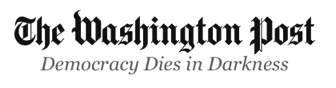 The Washington Post
Democracy Dies in Darkness